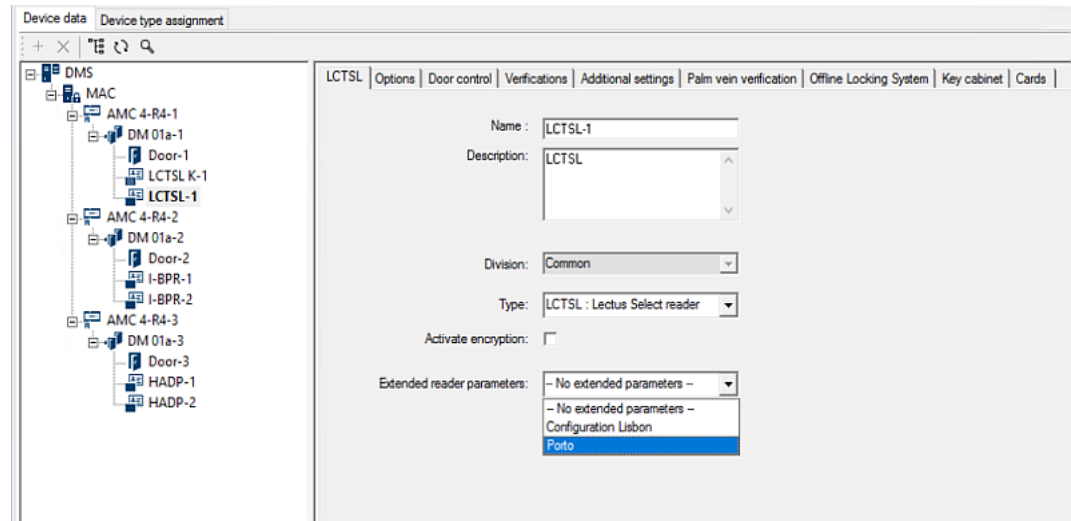 Device data Device type assignment
DMS
MAC
AMC 4-R4-1
DM 01a-1
Door-1
LCTSL K-1
LCTSL-1
AMC 4-R4-2
DM 01a-2
Door-2
I-BPR-1
I-BPR-2
AMC 4-R4-3
DM 01a-3
Door-3
HADP-1
HADP-2
LCTSL Options Door control Verifications Additional settings Palm vein verification Offline Locking System Key cabinet Cards
Name : LCTSL-1
Description: LCTSL
Division: Common
Type: LCTSL : Lectus Select reader
Activate encryption:
Extended reader parameters: -- No extended parameters --
-- No extended parameters --
Configuration Lisbon
Porto